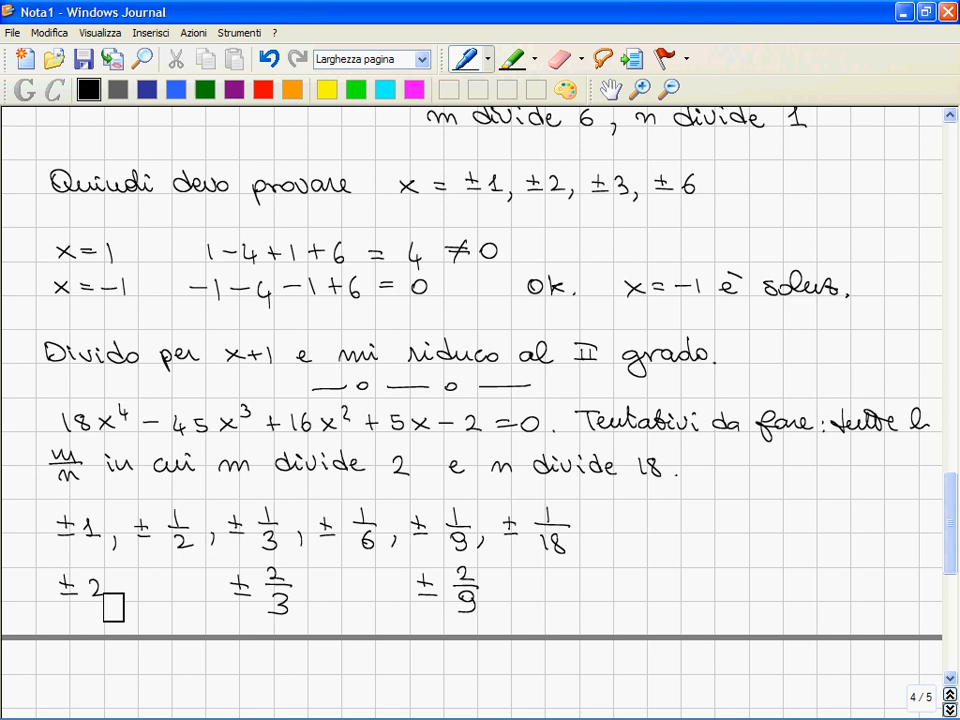 Nota1 - Windows Journal
File Modifica Visualizza Inserisci Azioni Strumenti ?
Larghezza pagina
G C
m divide 6, n divide 1
Quindi devo provare x = ±1, ±2, ±3, ±6
x=1 1-4+1+6 = 4 ≠0
x=-1 -1-4-1+6=0 ok. x=-1 è soluz.
Divido per x+1 e mi riduco al II grado.
18x⁴ - 45x³ +16x² +5x -2 =0. Tentativi da fare: tutte le
m/n in cui m divide 2 e n divide 18.
±1, ± 1/2, ± 1/3, ± 1/6, ± 1/9, ± 1/18
±2 ± 2/3 ± 2/9
4 / 5